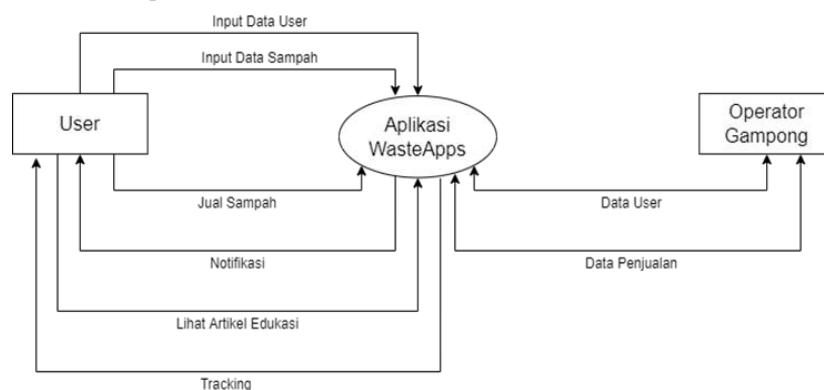 Input Data User
Input Data Sampah
User
Aplikasi
WasteApps
Operator
Gampong
Jual Sampah
Data User
Notifikasi
Data Penjualan
Lihat Artikel Edukasi
Tracking